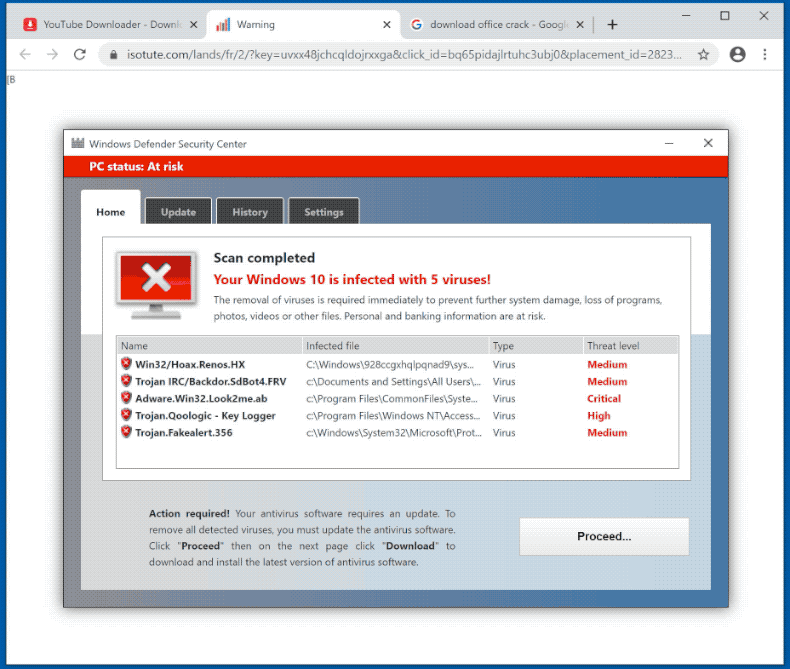 YouTube Downloader - Downl
Warning
download office crack - Google
isotute.com/lands/fr/2/?key=uvxx48jchcqldojrxxga&click_id=bq65pidajlrtuhc3ubj0&placement_id=2823...
[B
Windows Defender Security Center
PC status: At risk
Home
Update
History
Settings
Scan completed
Your Windows 10 is infected with 5 viruses!
The removal of viruses is required immediately to prevent further system damage, loss of programs,
photos, videos or other files. Personal and banking information are at risk.
Name Infected file Type Threat level
Win32/Hoax.Renos.HX C:\Windows\928ccgxhqlpqnad9\sys... Virus Medium
Trojan IRC/Backdor.SdBot4.FRV c:\Documents and Settings\All Users\... Virus Medium
Adware.Win32.Look2me.ab c:\Program Files\CommonFiles\Syste... Virus Critical
Trojan.Qoologic - Key Logger c:\Program Files\Windows NT\Access... Virus High
Trojan.Fakealert.356 c:\Windows\System32\Microsoft\Prot... Virus Medium
Action required! Your antivirus software requires an update. To
remove all detected viruses, you must update the antivirus software.
Click "Proceed" then on the next page click "Download" to
download and install the latest version of antivirus software.
Proceed...